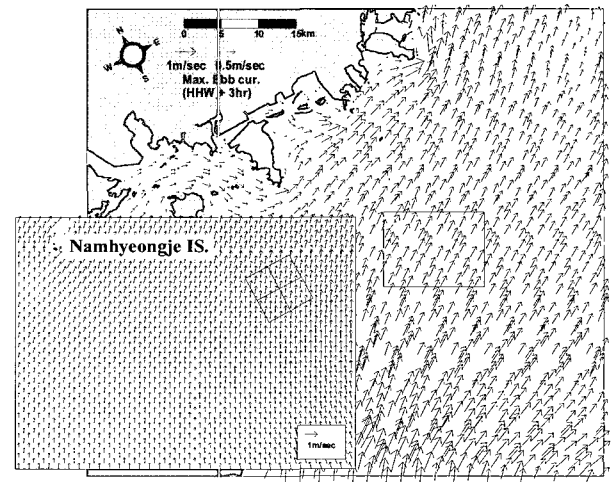 0 5 10 15km
N
E
W
S
1m/sec 0.5m/sec
Max. Ebb cur.
(HHW + 3hr)
Namhyeongje IS.
1m/sec